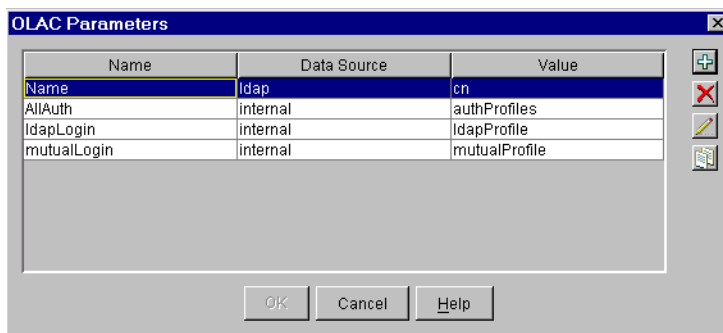 OLAC Parameters
Name Data Source Value
Name ldap cn
AllAuth internal authProfiles
ldapLogin internal ldapProfile
mutualLogin internal mutualProfile
OK Cancel Help